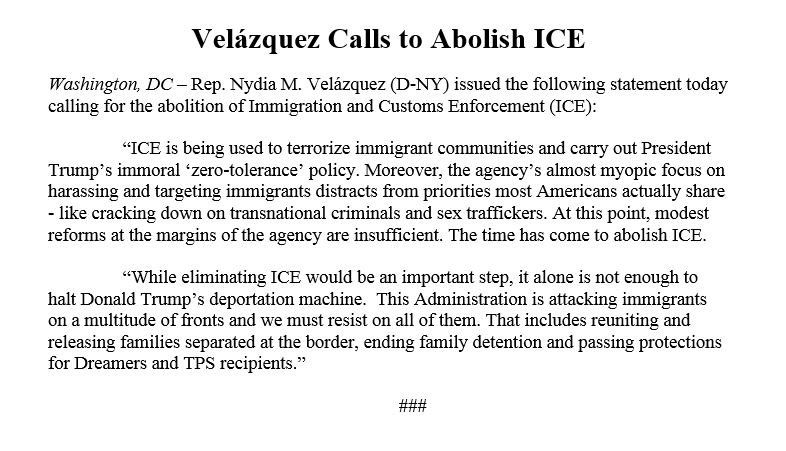 Velázquez Calls to Abolish ICE
Washington, DC – Rep. Nydia M. Velázquez (D-NY) issued the following statement today
calling for the abolition of Immigration and Customs Enforcement (ICE):
“ICE is being used to terrorize immigrant communities and carry out President
Trump’s immoral ‘zero-tolerance’ policy. Moreover, the agency’s almost myopic focus on
harassing and targeting immigrants distracts from priorities most Americans actually share
- like cracking down on transnational criminals and sex traffickers. At this point, modest
reforms at the margins of the agency are insufficient. The time has come to abolish ICE.
“While eliminating ICE would be an important step, it alone is not enough to
halt Donald Trump’s deportation machine.  This Administration is attacking immigrants
on a multitude of fronts and we must resist on all of them. That includes reuniting and
releasing families separated at the border, ending family detention and passing protections
for Dreamers and TPS recipients.”
###